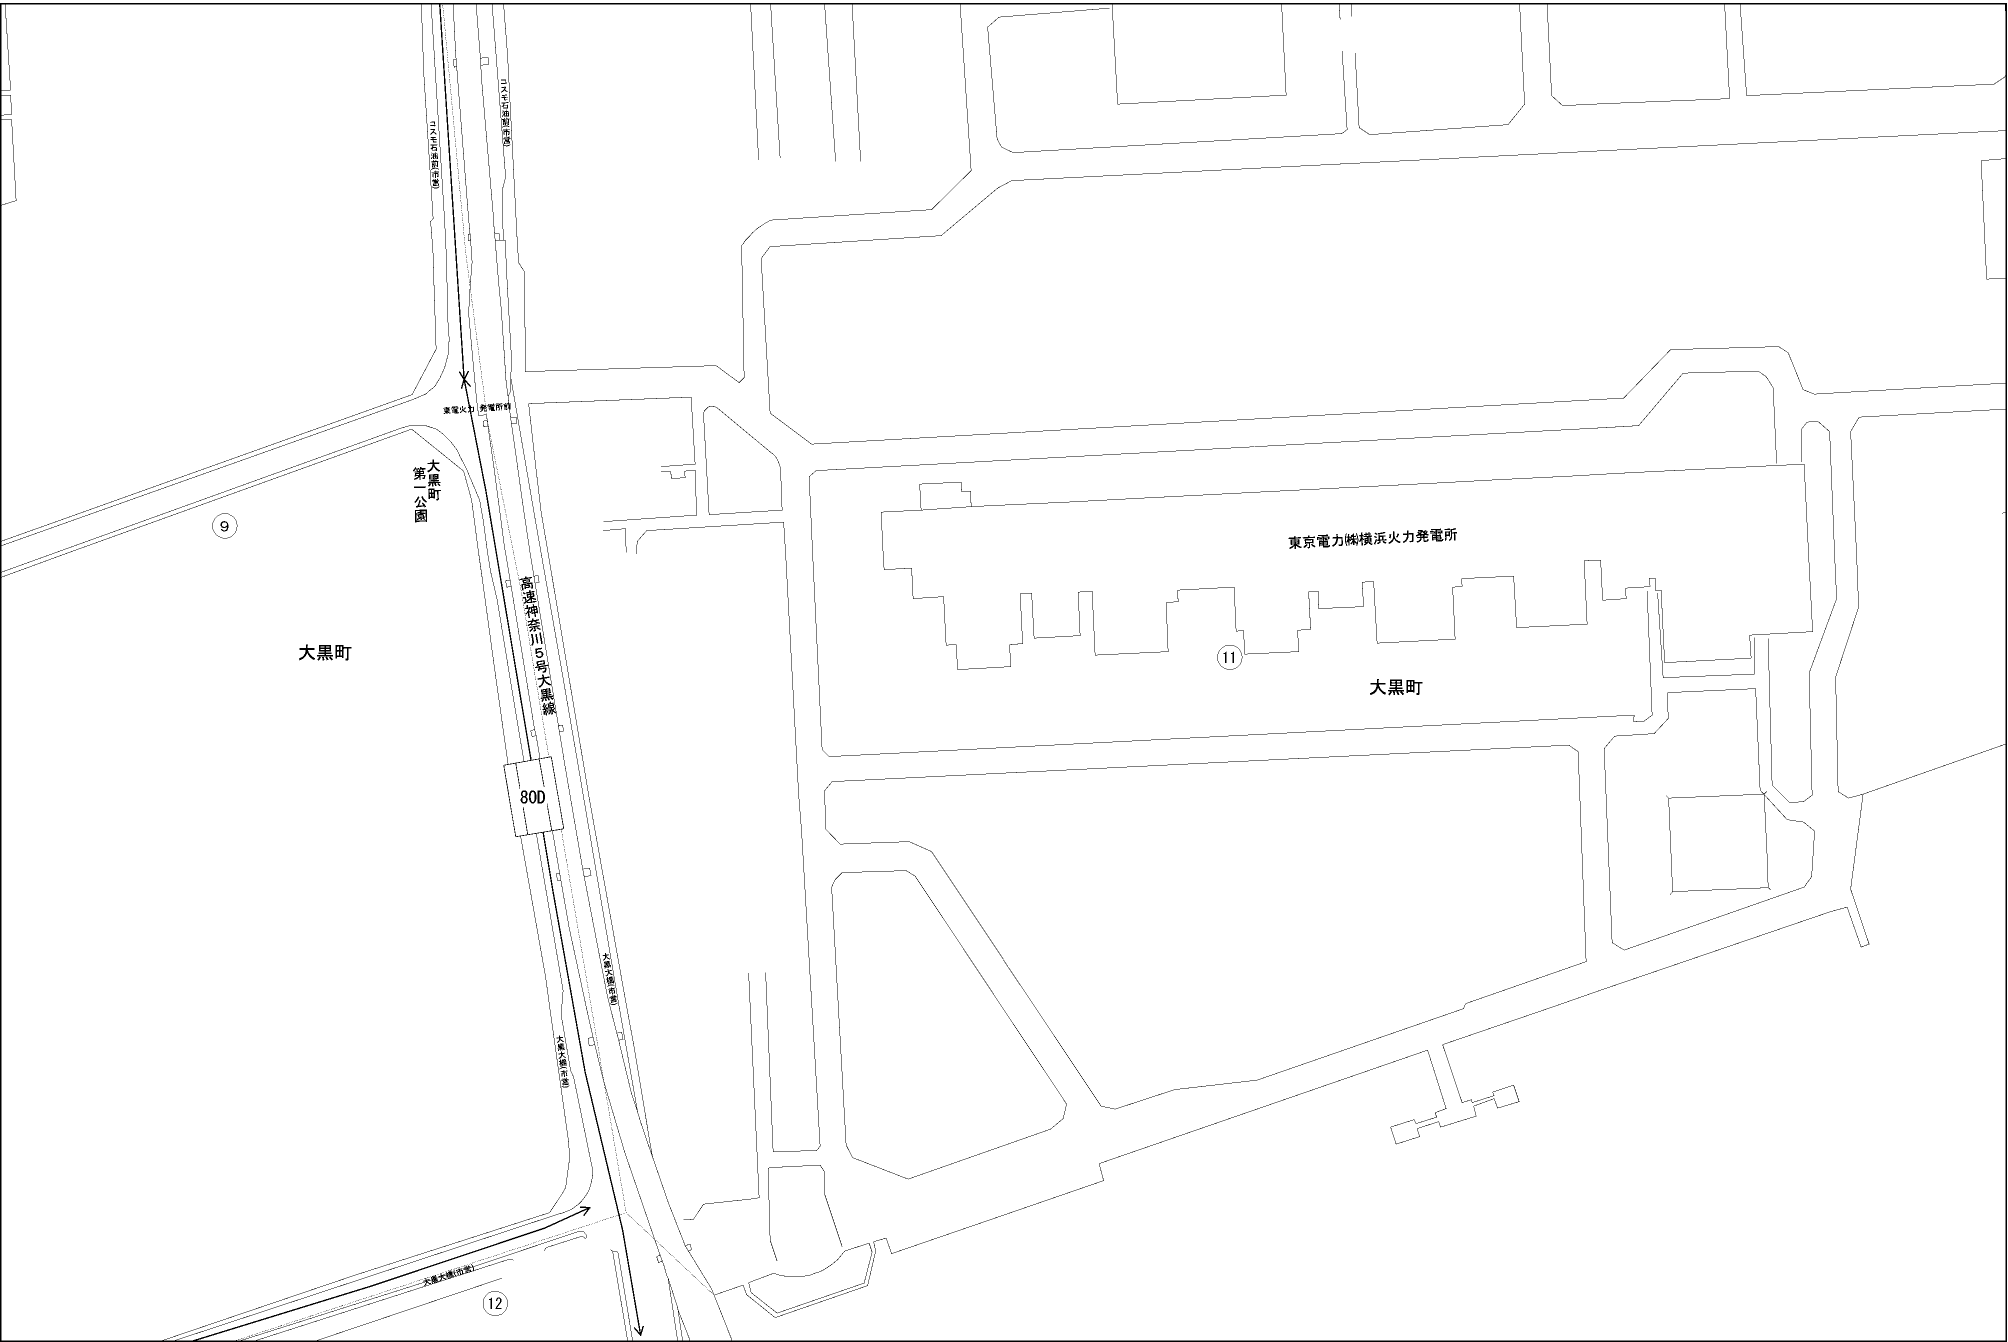 コスモ石油前(市営)
コスモ石油前(市営)
東電火力発電所前
大黒町
第一公園
⑨
東京電力㈱横浜火力発電所
高速神奈川5号大黒線
大黒町
⑪
大黒町
80D
大黒大橋(市営)
大黒大橋(市営)
大黒大橋(市営)
⑫